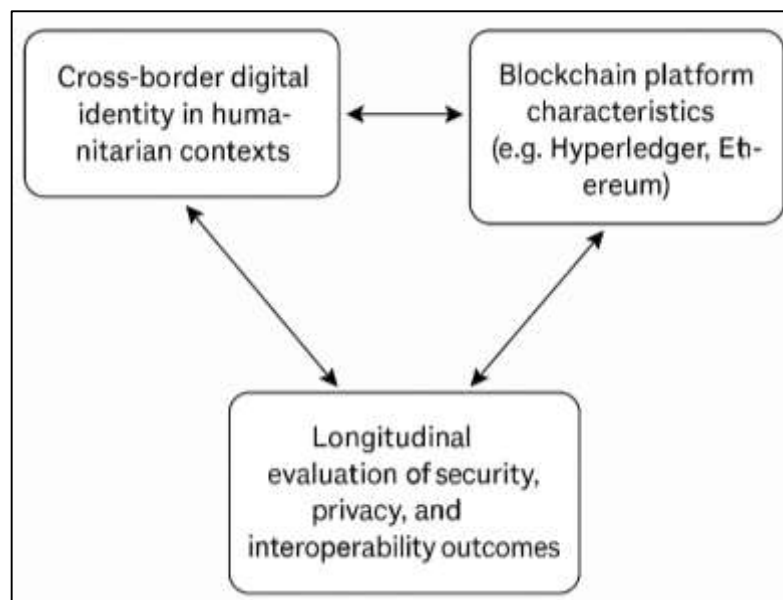 Cross-border digital
identity in huma-
nitarian contexts
Blockchain platform
characteristics
(e.g. Hyperledger, Eth-
ereum)
Longitudinal
evaluation of security,
privacy, and
interoperability outcomes